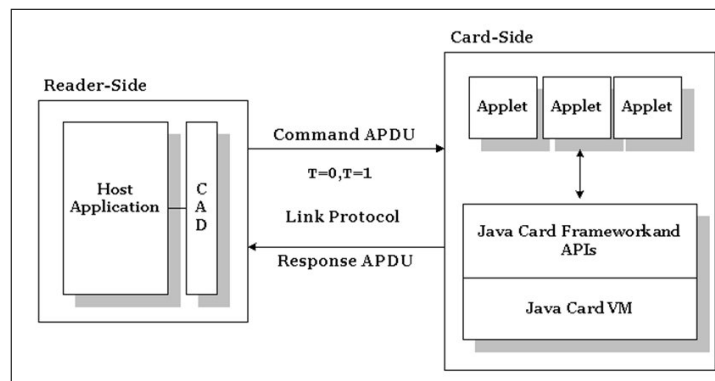 Card-Side
Reader-Side
Applet
Applet
Applet
Command APDU
T=0,T=1
Host
Application
C
A
D
Link Protocol
Java Card Frameworkand
APIs
Response APDU
Java Card VM